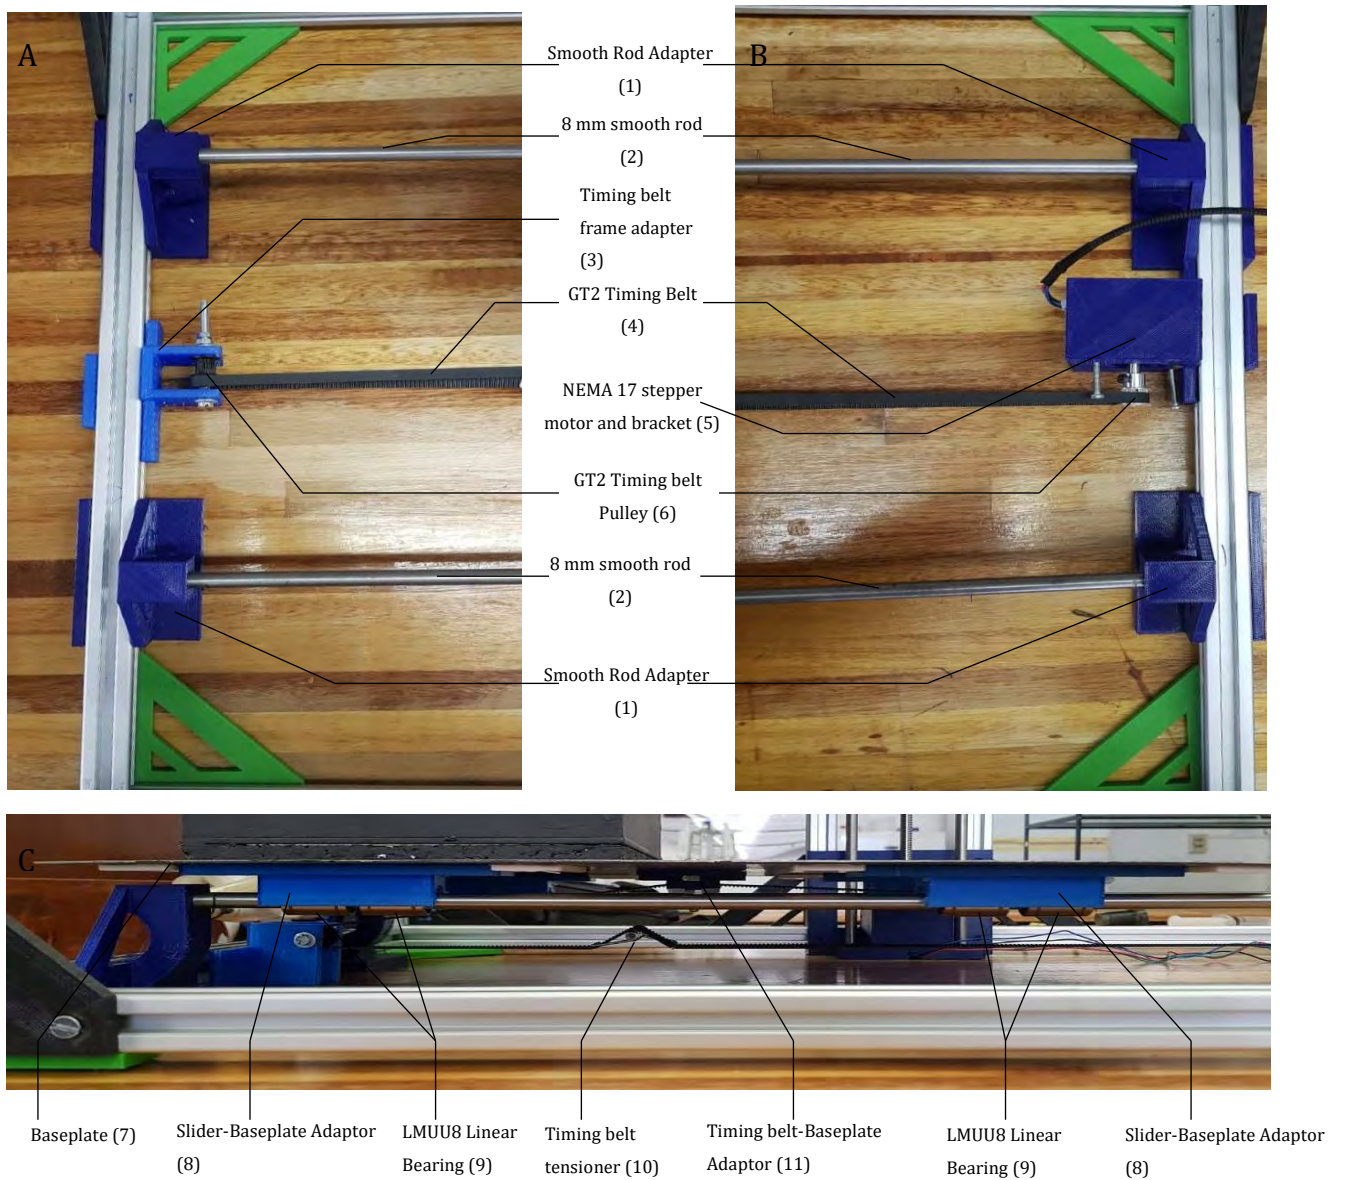 A
B
Smooth Rod Adapter
(1)
8 mm smooth rod
(2)
Timing belt
frame adapter
(3)
GT2 Timing Belt
(4)
NEMA 17 stepper
motor and bracket (5)
GT2 Timing belt
Pulley (6)
8 mm smooth rod
(2)
Smooth Rod Adapter
(1)
C
Baseplate (7)
Slider-Baseplate Adaptor
(8)
LMUU8 Linear
Bearing (9)
Timing belt
tensioner (10)
Timing belt-Baseplate
Adaptor (11)
LMUU8 Linear
Bearing (9)
Slider-Baseplate Adaptor
(8)